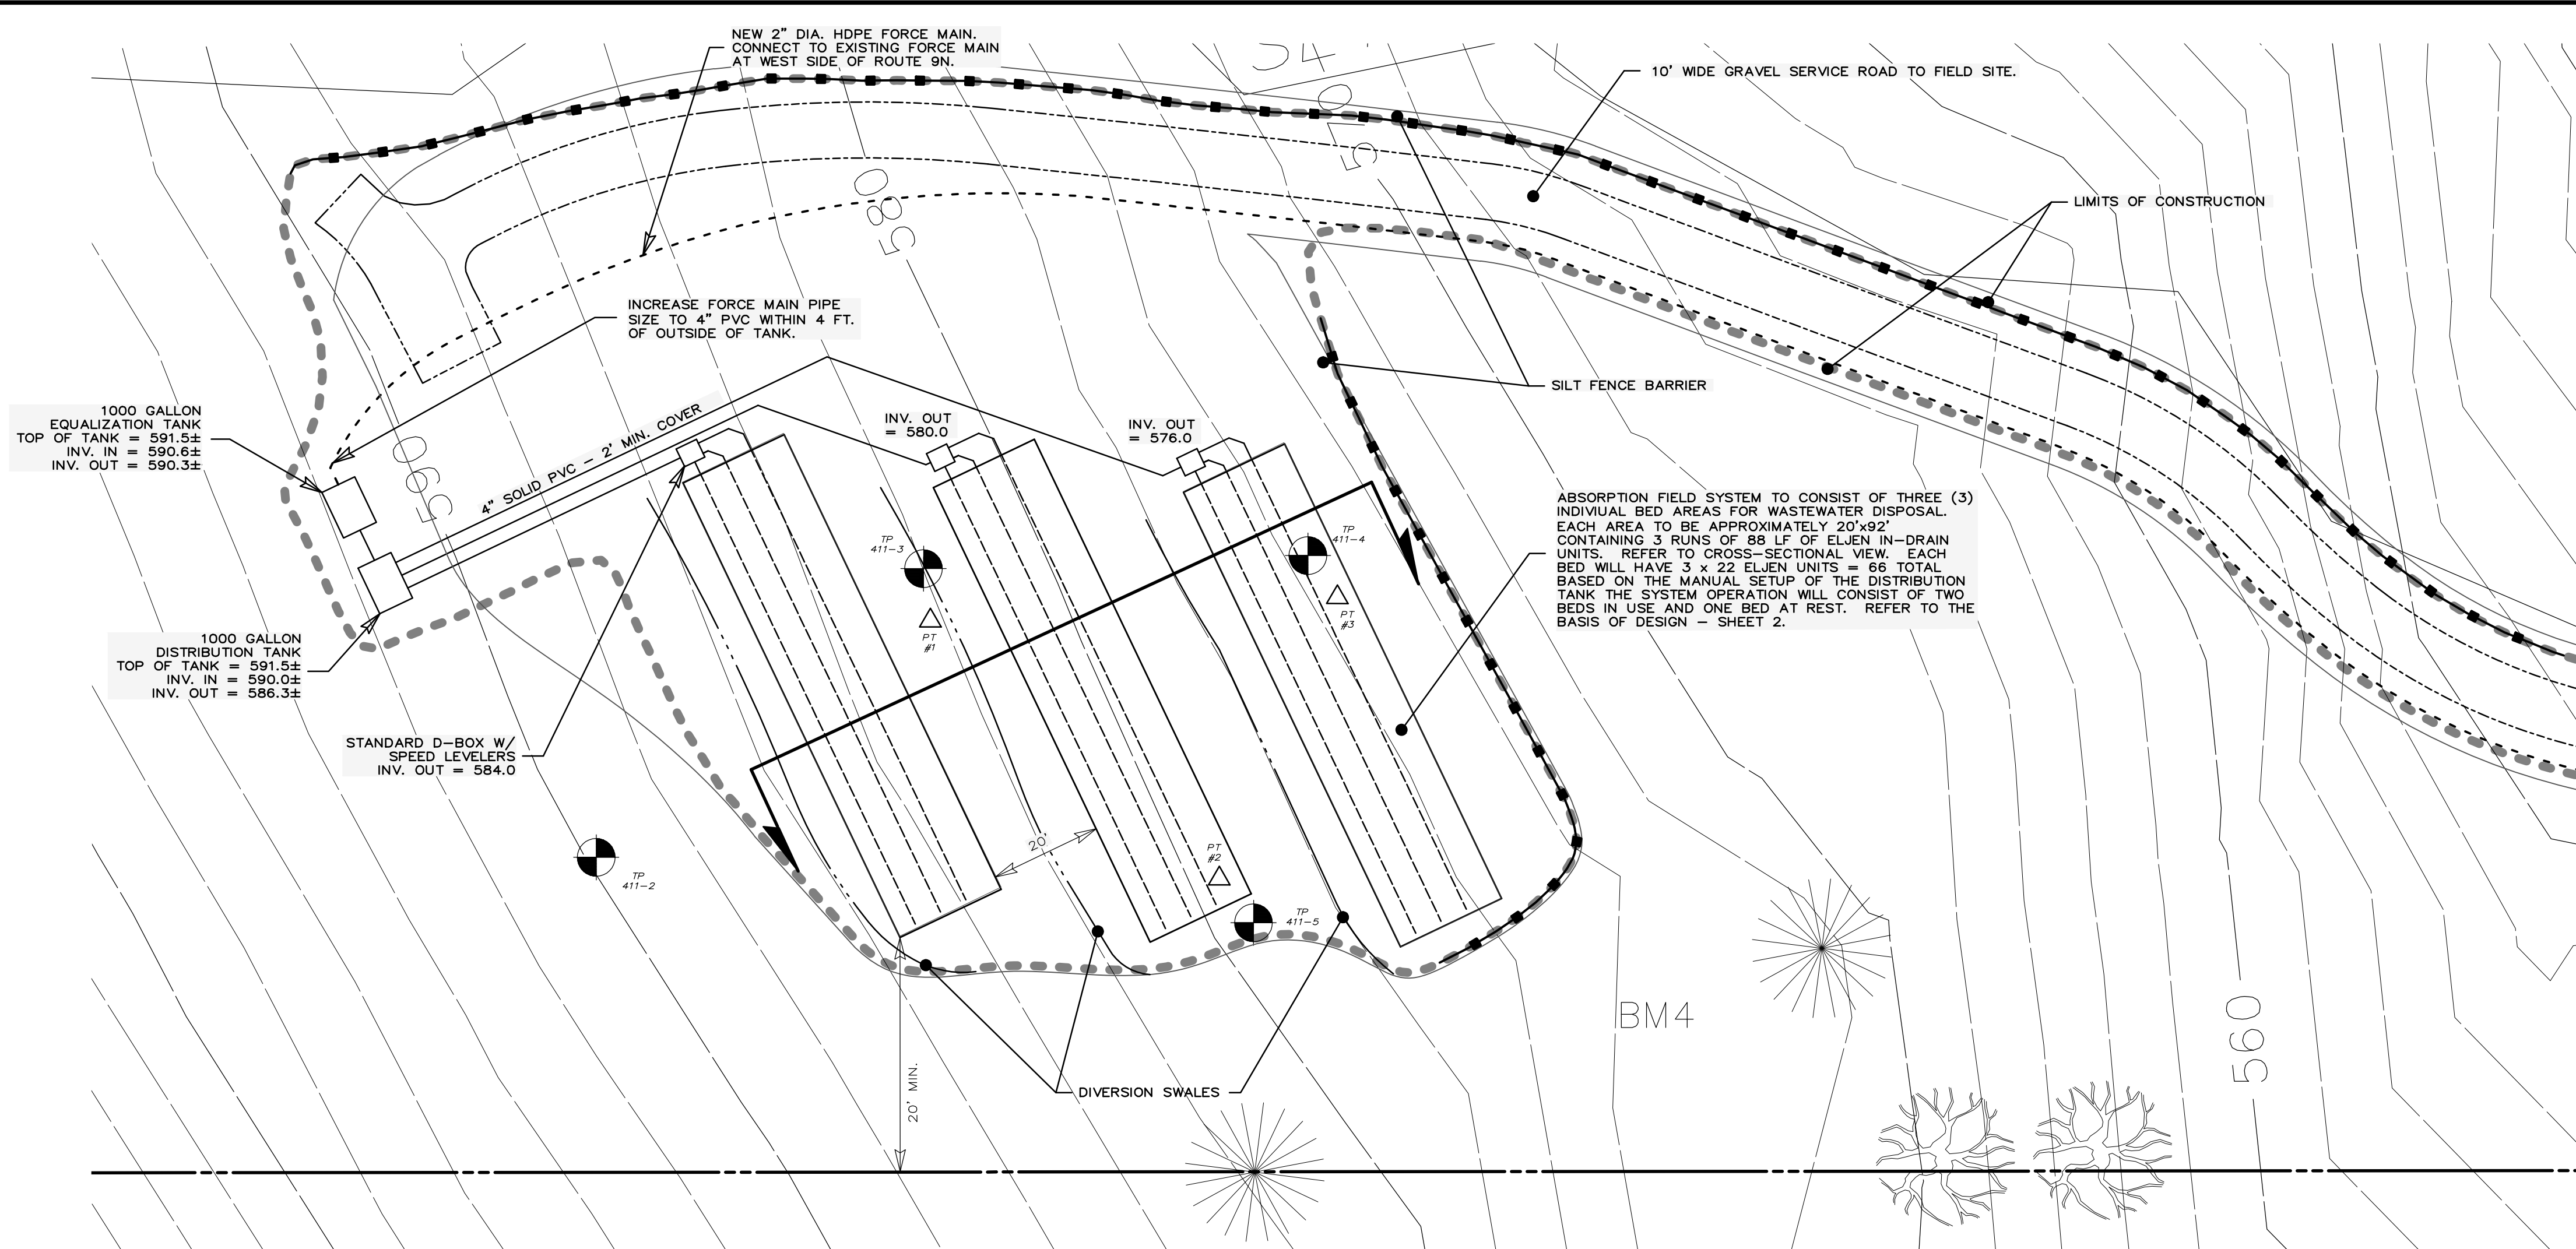 NEW 2" DIA. HDPE FORCE MAIN.
CONNECT TO EXISTING FORCE MAIN
AT WEST SIDE OF ROUTE 9N.
10' WIDE GRAVEL SERVICE ROAD TO FIELD SITE.
570
580
LIMITS OF CONSTRUCTION
INCREASE FORCE MAIN PIPE
SIZE TO 4" PVC WITHIN 4 FT.
OF OUTSIDE OF TANK.
SILT FENCE BARRIER
1000 GALLON
EQUALIZATION TANK
TOP OF TANK = 591.5±
INV. IN = 590.6±
INV. OUT = 590.3±
590
4" SOLID PVC – 2' MIN. COVER
INV. OUT
= 580.0
INV. OUT
= 576.0
TP
411-3
TP
411-4
PT
#1
PT
#3
ABSORPTION FIELD SYSTEM TO CONSIST OF THREE (3)
INDIVIUAL BED AREAS FOR WASTEWATER DISPOSAL.
EACH AREA TO BE APPROXIMATELY 20'x92'
CONTAINING 3 RUNS OF 88 LF OF ELJEN IN-DRAIN
UNITS. REFER TO CROSS-SECTIONAL VIEW. EACH
BED WILL HAVE 3 x 22 ELJEN UNITS = 66 TOTAL
BASED ON THE MANUAL SETUP OF THE DISTRIBUTION
TANK THE SYSTEM OPERATION WILL CONSIST OF TWO
BEDS IN USE AND ONE BED AT REST. REFER TO THE
BASIS OF DESIGN – SHEET 2.
1000 GALLON
DISTRIBUTION TANK
TOP OF TANK = 591.5±
INV. IN = 590.0±
INV. OUT = 586.3±
STANDARD D-BOX W/
SPEED LEVELERS
INV. OUT = 584.0
20'
PT
#2
TP
411-2
TP
411-5
BM4
560
20' MIN.
DIVERSION SWALES